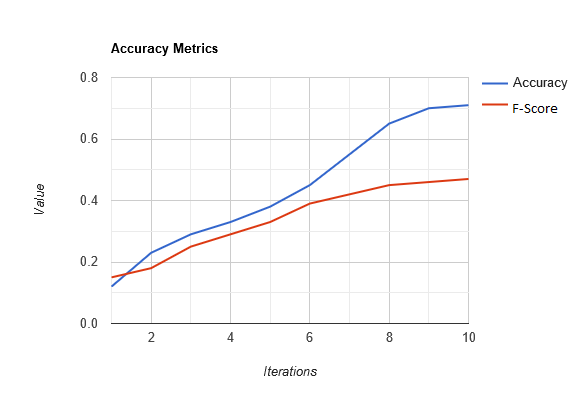 Accuracy Metrics
0.8
0.6
0.4
0.2
0.0
Value
2 4 6 8 10
Iterations
Accuracy
F-Score